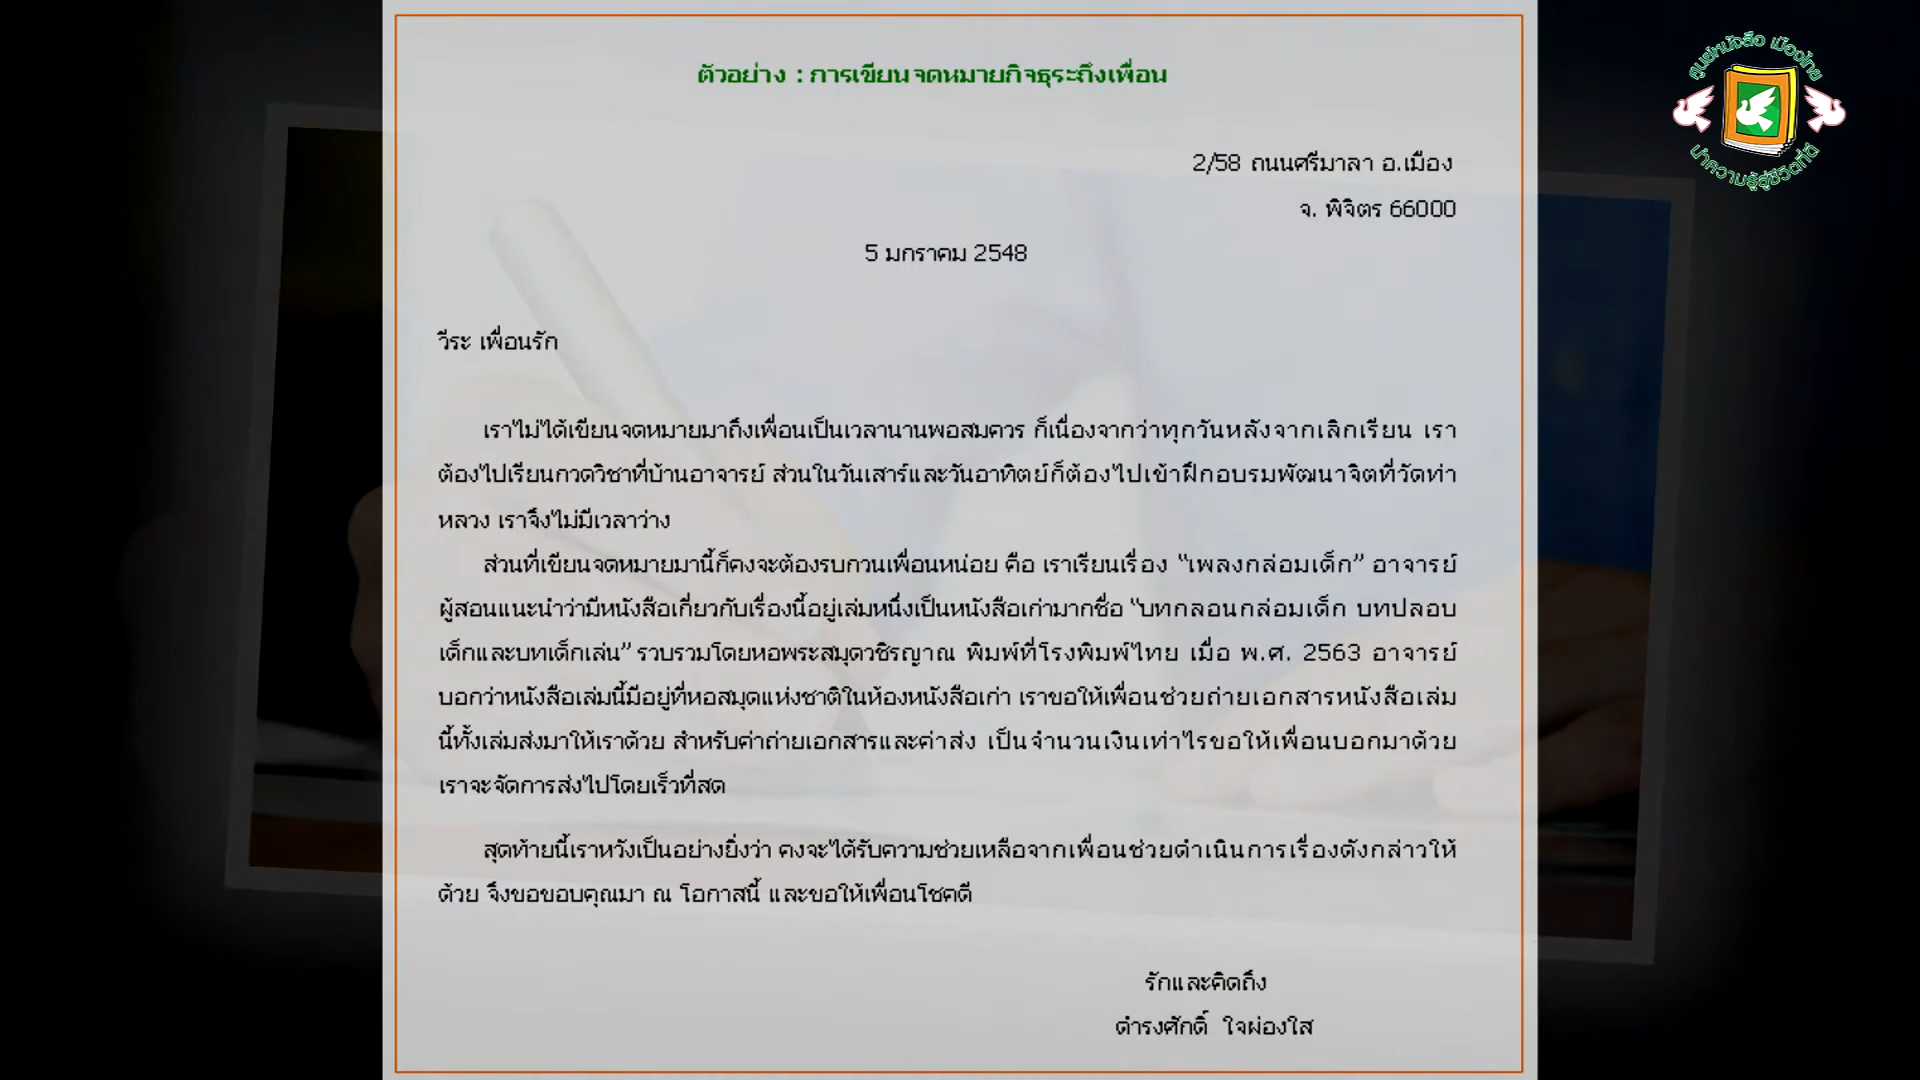 ตัวอย่าง : การเขียนจดหมายกิจธุระถึงเพื่อน
ศูนย์หนังสือ เมืองไทย
นำความรู้สู่ชีวิตที่ดี
2/58 ถนนศรีมาลา อ.เมือง
จ. พิจิตร 66000
5 มกราคม 2548
วีระ เพื่อนรัก
เราไม่ได้เขียนจดหมายมาถึงเพื่อนเป็นเวลานานพอสมควร ก็เนื่องจากว่าทุกวันหลังจากเลิกเรียน เรา
ต้องไปเรียนกวดวิชาที่บ้านอาจารย์ ส่วนในวันเสาร์และวันอาทิตย์ก็ต้องไปเข้าฝึกอบรมพัฒนาจิตที่วัดท่า
หลวง เราจึงไม่มีเวลาว่าง
ส่วนที่เขียนจดหมายมานี้ก็คงจะต้องรบกวนเพื่อนหน่อย คือ เราเรียนเรื่อง “เพลงกล่อมเด็ก” อาจารย์
ผู้สอนแนะนำว่ามีหนังสือเกี่ยวกับเรื่องนี้อยู่เล่มหนึ่งเป็นหนังสือเก่ามากชื่อ “บทกลอนกล่อมเด็ก บทปลอบ
เด็กและบทเด็กเล่น” รวบรวมโดยหอพระสมุดวชิรญาณ พิมพ์ที่โรงพิมพ์ไทย เมื่อ พ.ศ. 2563 อาจารย์
บอกว่าหนังสือเล่มนี้มีอยู่ที่หอสมุดแห่งชาติในห้องหนังสือเก่า เราขอให้เพื่อนช่วยถ่ายเอกสารหนังสือเล่ม
นี้ทั้งเล่มส่งมาให้เราด้วย สำหรับค่าถ่ายเอกสารและค่าส่ง เป็นจำนวนเงินเท่าไรขอให้เพื่อนบอกมาด้วย
เราจะจัดการส่งไปโดยเร็วที่สุด
สุดท้ายนี้เราหวังเป็นอย่างยิ่งว่า คงจะได้รับความช่วยเหลือจากเพื่อนช่วยดำเนินการเรื่องดังกล่าวให้
ด้วย จึงขอขอบคุณมา ณ โอกาสนี้ และขอให้เพื่อนโชคดี
รักและคิดถึง
ดำรงศักดิ์ ใจผ่องใส